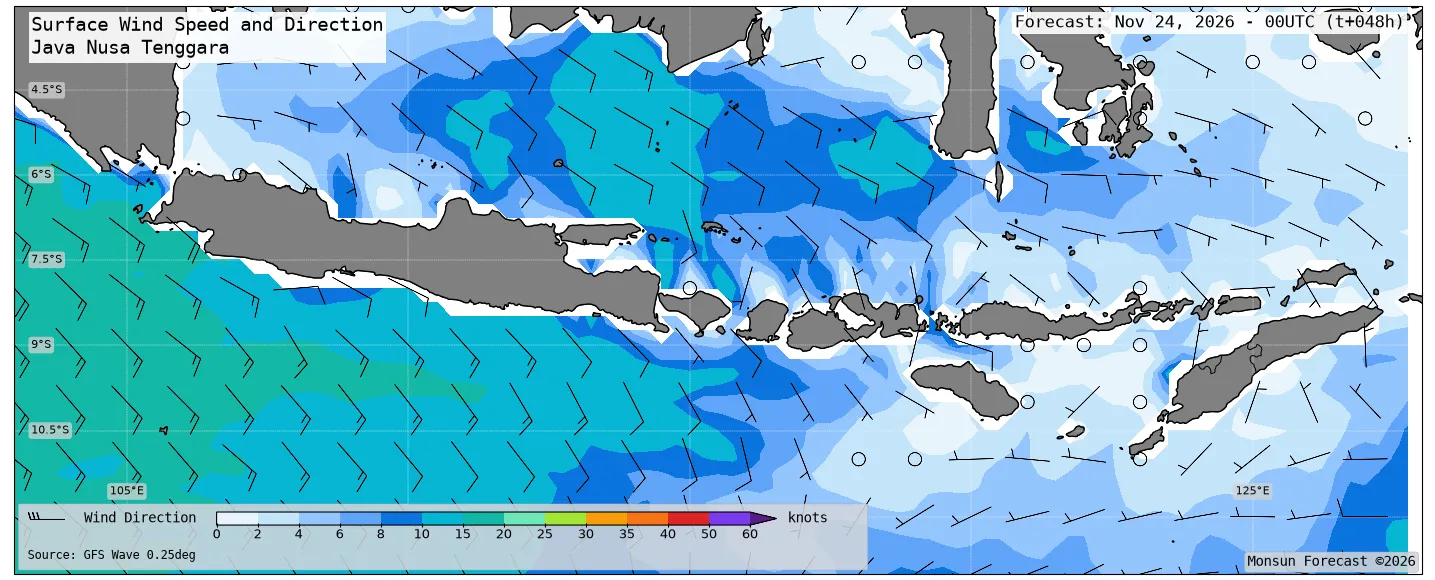 Surface Wind Speed and Direction
Java Nusa Tenggara
Forecast: Nov 24, 2026 - 00UTC (t+048h)
4.5°S
6°S
7.5°S
9°S
10.5°S
105°E
125°E
Wind Direction
0 2 4 6 8 10 15 20 25 30 35 40 50 60
knots
Source: GFS Wave 0.25deg
Monsun Forecast ©2026